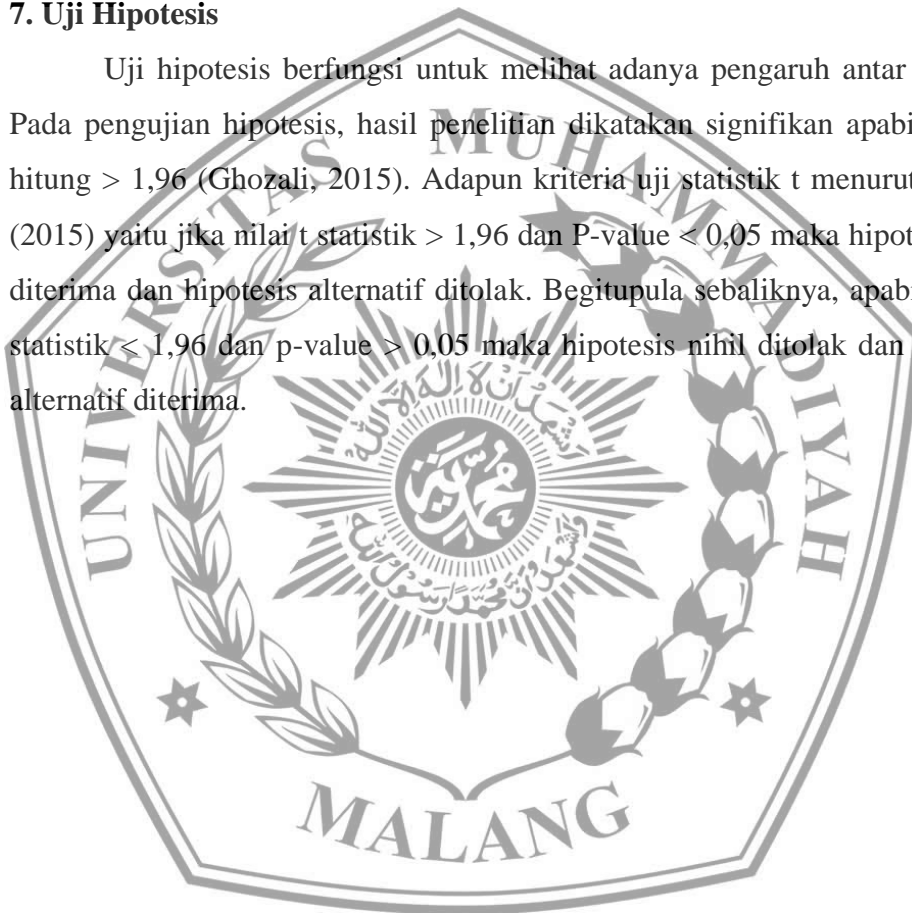 7. Uji Hipotesis
Uji hipotesis berfungsi untuk melihat adanya pengaruh antar
Pada pengujian hipotesis, hasil penelitian dikatakan signifikan apabi
hitung > 1,96 (Ghozali, 2015). Adapun kriteria uji statistik t menurut
(2015) yaitu jika nilai t statistik > 1,96 dan P-value < 0,05 maka hipot
diterima dan hipotesis alternatif ditolak. Begitupula sebaliknya, apab
statistik < 1,96 dan p-value > 0,05 maka hipotesis nihil ditolak dan
alternatif diterima.
UNIVERSITAS MUHAMMADIYAH
MALANG